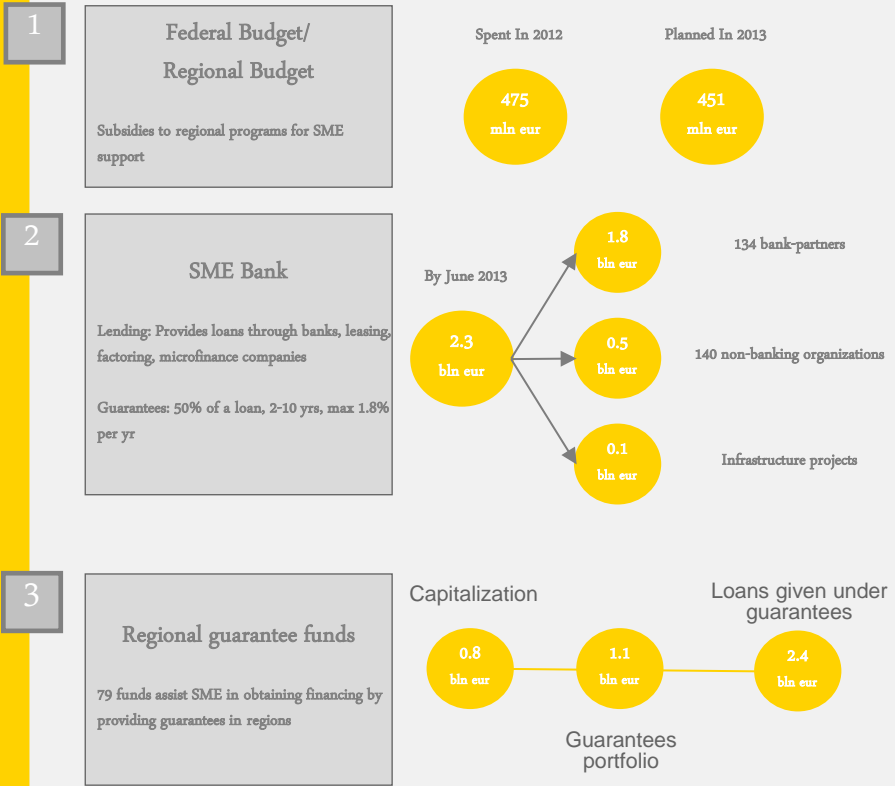 1
Federal Budget/
Regional Budget
Subsidies to regional programs for SME
support
Spent In 2012
Planned In 2013
475
mln eur
451
mln eur
2
SME Bank
Lending: Provides loans through banks, leasing,
factoring, microfinance companies
Guarantees: 50% of a loan, 2-10 yrs, max 1.8%
per yr
By June 2013
2.3
bln eur
1.8
bln eur
134 bank-partners
0.5
bln eur
140 non-banking organizations
0.1
bln eur
Infrastructure projects
3
Regional guarantee funds
79 funds assist SME in obtaining financing by
providing guarantees in regions
Capitalization
0.8
bln eur
1.1
bln eur
Guarantees
portfolio
Loans given under
guarantees
2.4
bln eur